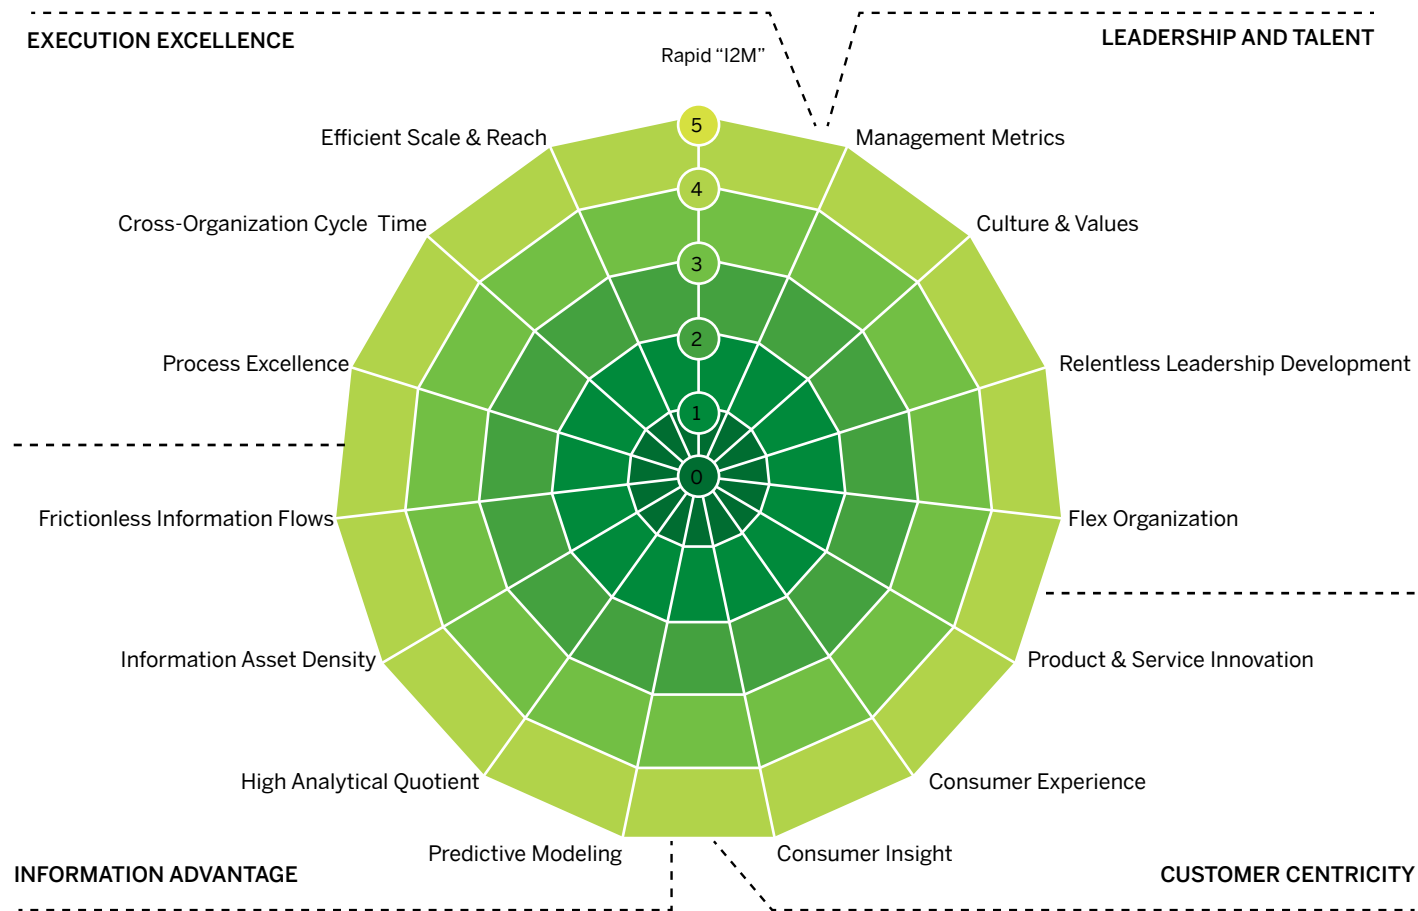 EXECUTION EXCELLENCE
LEADERSHIP AND TALENT
Rapid “I2M”
5
Efficient Scale & Reach
Management Metrics
4
Cross-Organization Cycle Time
Culture & Values
3
2
Process Excellence
Relentless Leadership Development
1
0
Frictionless Information Flows
Flex Organization
Information Asset Density
Product & Service Innovation
High Analytical Quotient
Consumer Experience
Predictive Modeling
Consumer Insight
INFORMATION ADVANTAGE
CUSTOMER CENTRICITY